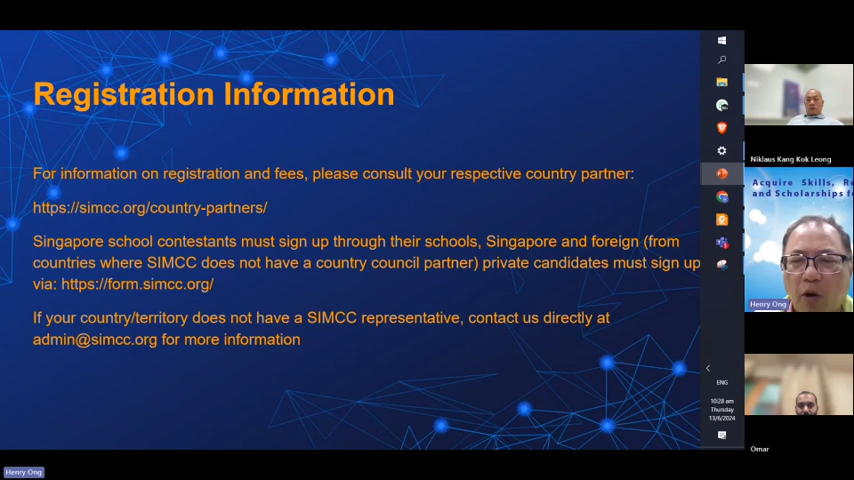 Registration Information
For information on registration and fees, please consult your respective country partner:
https://simcc.org/country-partners/
Singapore school contestants must sign up through their schools, Singapore and foreign (from
countries where SIMCC does not have a country council partner) private candidates must sign up
via: https://form.simcc.org/
If your country/territory does not have a SIMCC representative, contact us directly at
admin@simcc.org for more information
ENG
10:28 am
Thursday
13/6/2024
Niklaus Kang Kok Leong
Acquire Skills, Re
and Scholarships f
Henry Ong
Omar
Henry Ong